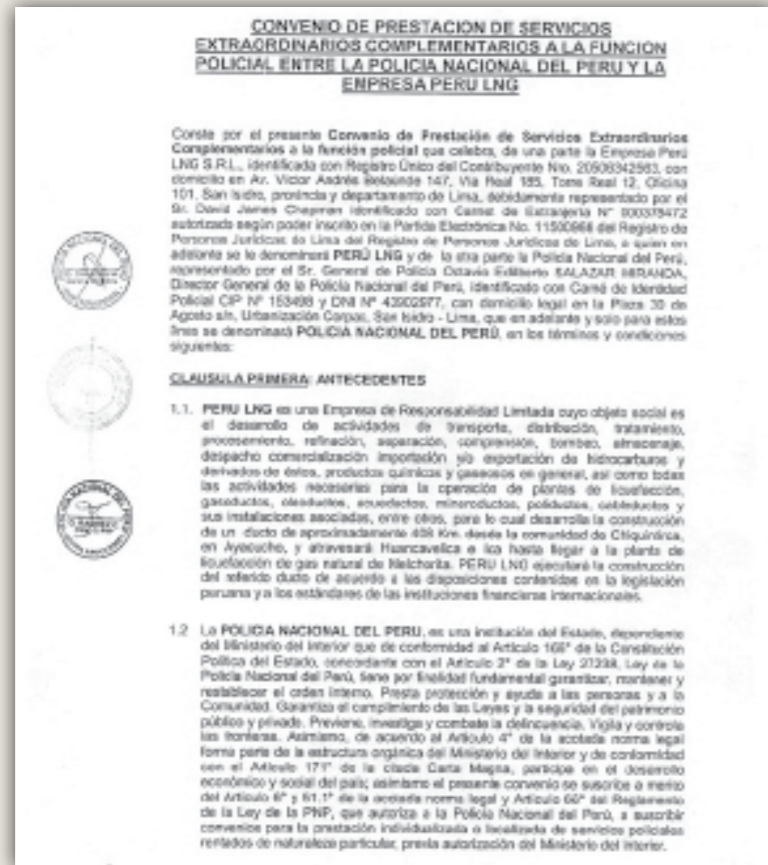 CONVENIO DE PRESTACION DE SERVICIOS
EXTRAORDINARIOS COMPLEMENTARIOS A LA FUNCION
POLICIAL ENTRE LA POLICIA NACIONAL DEL PERU Y LA
EMPRESA PERU LNG
Conste por el presente Convenio de Prestación de Servicios Extraordinarios
Complementarios a la función policial que celebra, de una parte la Empresa Perú
LNG S.R.L., identificada con Registro Único del Contribuyente Nro. 20506342563, con
domicilio en Av. Victor Andrés Belaunde 147, Via Real 185, Torre Real 12, Oficina
101, San Isidro, provincia y departamento de Lima, debidamente representado por el
Sr. David James Chapman identificado con Carnet de Extranjería N° 000379472
autorizado según poder inscrito en la Partida Electrónica No. 11500966 del Registro de
Personas Jurídicas de Lima del Registro de Personas Jurídicas de Lima, a quien en
adelante se le denominará PERÚ LNG y de la otra parte la Policía Nacional del Perú,
representado por el Sr. General de Policía Octavio Edilberto SALAZAR MIRANDA,
Director General de la Policía Nacional del Perú, identificado con Carné de Identidad
Policial CIP N° 153498 y DNI N° 43902977, con domicilio legal en la Plaza 30 de
Agosto s/n, Urbanización Corpac, San Isidro - Lima, que en adelante y solo para estos
fines se denominará POLICIA NACIONAL DEL PERÚ, en los términos y condiciones
siguientes:
CLAUSULA PRIMERA: ANTECEDENTES
1.1. PERU LNG es una Empresa de Responsabilidad Limitada cuyo objeto social es
el desarrollo de actividades de transporte, distribución, tratamiento,
procesamiento, refinación, separación, comprensión, bombeo, almacenaje,
despacho comercialización importación y/o exportación de hidrocarburos y
derivados de éstos, productos químicos y gaseosos en general, así como todas
las actividades necesarias para la operación de plantas de licuefacción,
gaseoductos, oleoductos, acueductos, mineroductos, poliductos, cableductos y
sus instalaciones asociadas, entre otros, para lo cual desarrolla la construcción
de un ducto de aproximadamente 408 Km. desde la comunidad de Chiquintirca,
en Ayacucho, y atravesará Huancavelica e Ica hasta llegar a la planta de
licuefacción de gas natural de Melchorita. PERU LNG ejecutará la construcción
del referido ducto de acuerdo a las disposiciones contenidas en la legislación
peruana y a los estándares de las instituciones financieras internacionales.
1.2 La POLICIA NACIONAL DEL PERU, es una institución del Estado, dependiente
del Ministerio del Interior que de conformidad al Artículo 166° de la Constitución
Política del Estado, concordante con el Artículo 2° de la Ley 27238, Ley de la
Policía Nacional del Perú, tiene por finalidad fundamental garantizar, mantener y
restablecer el orden interno. Presta protección y ayuda a las personas y a la
Comunidad. Garantiza el cumplimiento de las Leyes y la seguridad del patrimonio
público y privado. Previene, investiga y combate la delincuencia. Vigila y controla
las fronteras. Asimismo, de acuerdo al Artículo 4° de la acotada norma legal
forma parte de la estructura orgánica del Ministerio del Interior y de conformidad
con el Artículo 171° de la citada Carta Magna, participa en el desarrollo
económico y social del país; asimismo el presente convenio se suscribe a merito
del Artículo 6° y 51.1° de la acotada norma legal y Artículo 66° del Reglamento
de la Ley de la PNP, que autoriza a la Policía Nacional del Perú, a suscribir
convenios para la prestación individualizada o localizada de servicios policiales
rentados de naturaleza particular, previa autorización del Ministerio del Interior.